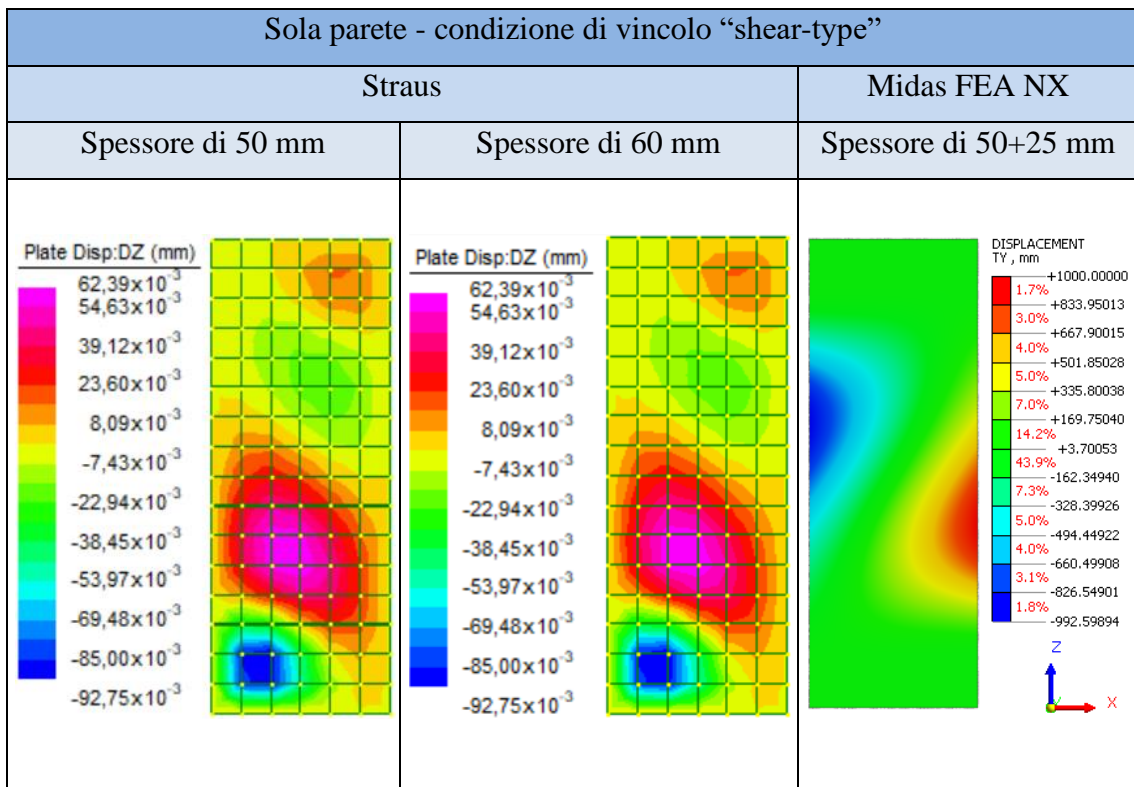 Sola parete - condizione di vincolo “shear-type”
Straus
Midas FEA NX
Spessore di 50 mm
Spessore di 60 mm
Spessore di 50+25 mm
Plate Disp:DZ (mm)
62,39x10⁻³
54,63x10⁻³
39,12x10⁻³
23,60x10⁻³
8,09x10⁻³
-7,43x10⁻³
-22,94x10⁻³
-38,45x10⁻³
-53,97x10⁻³
-69,48x10⁻³
-85,00x10⁻³
-92,75x10⁻³
Plate Disp:DZ (mm)
62,39x10⁻³
54,63x10⁻³
39,12x10⁻³
23,60x10⁻³
8,09x10⁻³
-7,43x10⁻³
-22,94x10⁻³
-38,45x10⁻³
-53,97x10⁻³
-69,48x10⁻³
-85,00x10⁻³
-92,75x10⁻³
DISPLACEMENT
TY , mm
+1000.00000
1.7%
+833.95013
3.0%
+667.90015
4.0%
+501.85028
5.0%
+335.80038
7.0%
+169.75040
14.2%
+3.70053
43.9%
-162.34940
7.3%
-328.39926
5.0%
-494.44922
4.0%
-660.49908
3.1%
-826.54901
1.8%
-992.59894
Z
X